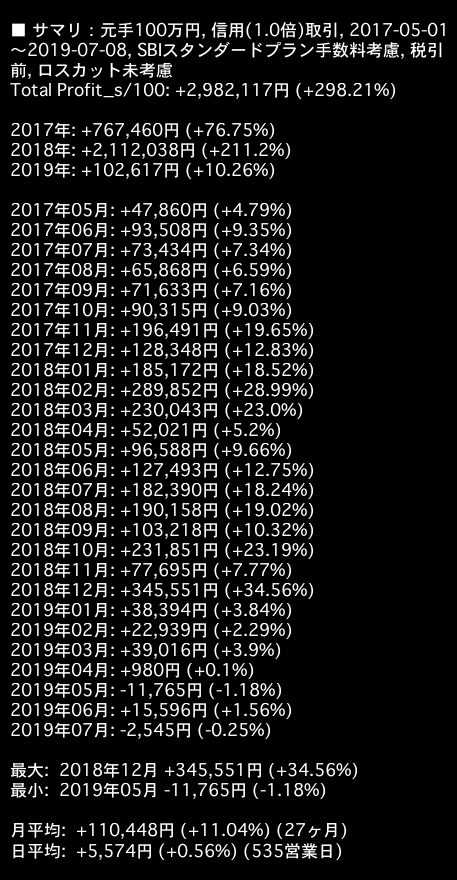 ■ サマリ : 元手100万円, 信用(1.0倍)取引, 2017-05-01
～2019-07-08, SBIスタンダードプラン手数料考慮, 税引
前, ロスカット未考慮
Total Profit_s/100: +2,982,117円 (+298.21%)
2017年: +767,460円 (+76.75%)
2018年: +2,112,038円 (+211.2%)
2019年: +102,617円 (+10.26%)
2017年05月: +47,860円 (+4.79%)
2017年06月: +93,508円 (+9.35%)
2017年07月: +73,434円 (+7.34%)
2017年08月: +65,868円 (+6.59%)
2017年09月: +71,633円 (+7.16%)
2017年10月: +90,315円 (+9.03%)
2017年11月: +196,491円 (+19.65%)
2017年12月: +128,348円 (+12.83%)
2018年01月: +185,172円 (+18.52%)
2018年02月: +289,852円 (+28.99%)
2018年03月: +230,043円 (+23.0%)
2018年04月: +52,021円 (+5.2%)
2018年05月: +96,588円 (+9.66%)
2018年06月: +127,493円 (+12.75%)
2018年07月: +182,390円 (+18.24%)
2018年08月: +190,158円 (+19.02%)
2018年09月: +103,218円 (+10.32%)
2018年10月: +231,851円 (+23.19%)
2018年11月: +77,695円 (+7.77%)
2018年12月: +345,551円 (+34.56%)
2019年01月: +38,394円 (+3.84%)
2019年02月: +22,939円 (+2.29%)
2019年03月: +39,016円 (+3.9%)
2019年04月: +980円 (+0.1%)
2019年05月: -11,765円 (-1.18%)
2019年06月: +15,596円 (+1.56%)
2019年07月: -2,545円 (-0.25%)
最大: 2018年12月 +345,551円 (+34.56%)
最小: 2019年05月 -11,765円 (-1.18%)
月平均: +110,448円 (+11.04%) (27ヶ月)
日平均: +5,574円 (+0.56%) (535営業日)